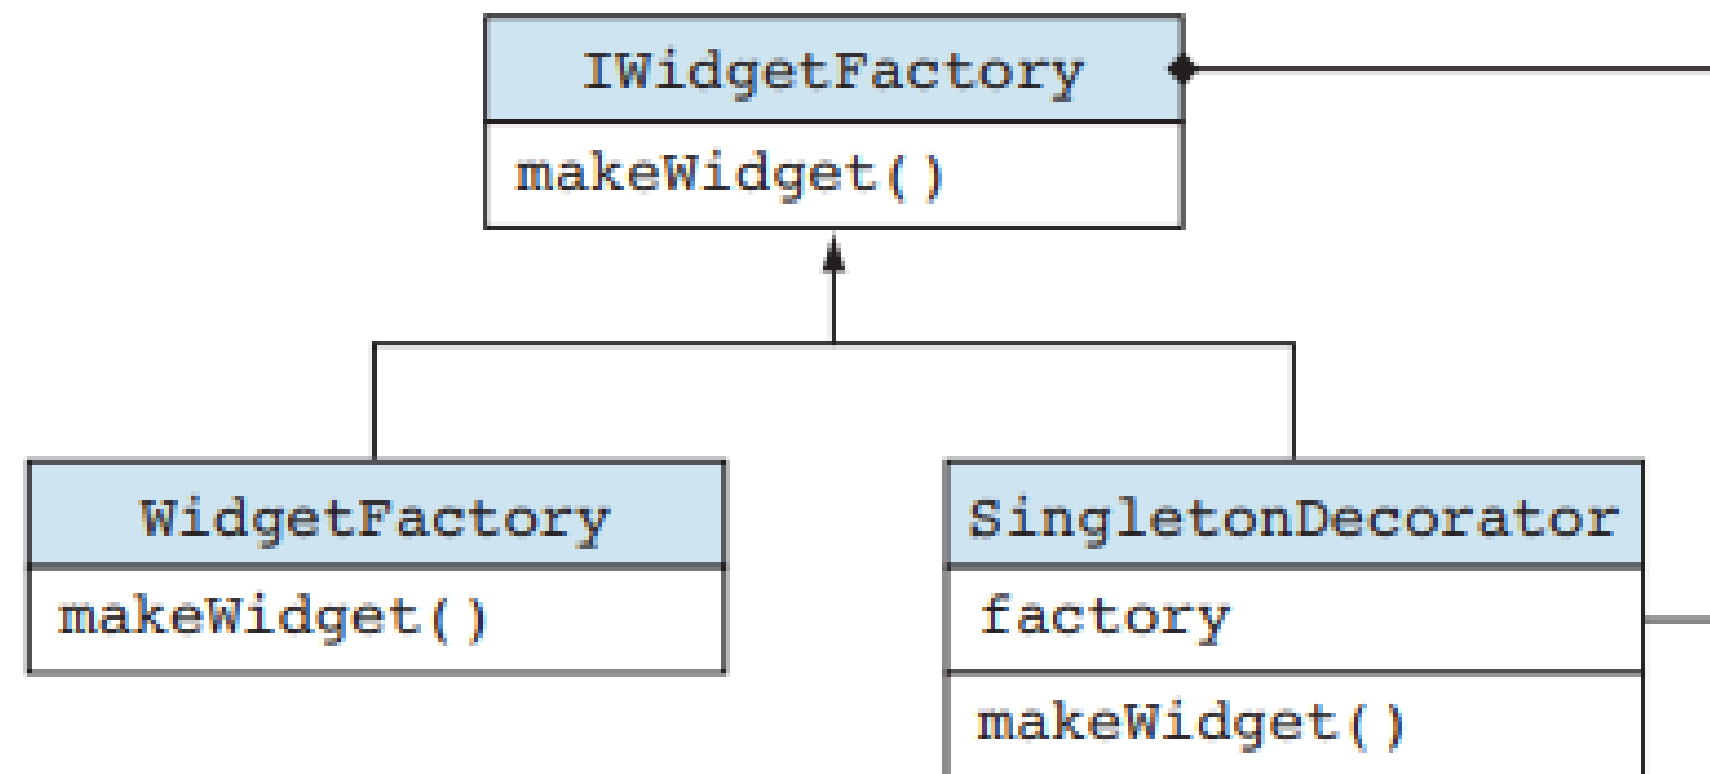 IWidgetFactory
makeWidget()
WidgetFactory
makeWidget()
SingletonDecorator
factory
makeWidget()